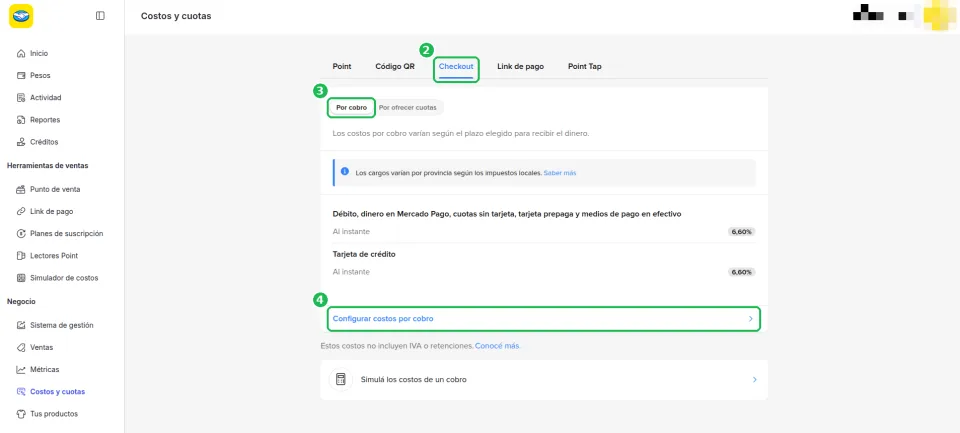 Costos y cuotas
Inicio
Pesos
Actividad
Reportes
Créditos
Herramientas de ventas
Punto de venta
Link de pago
Planes de suscripción
Lectores Point
Simulador de costos
Negocio
Sistema de gestión
Ventas
Métricas
Costos y cuotas
Tus productos
2
Point Código QR Checkout Link de pago Point Tap
3
Por cobro Por ofrecer cuotas
Los costos por cobro varían según el plazo elegido para recibir el dinero.
Los cargos varían por provincia según los impuestos locales. Saber más
Débito, dinero en Mercado Pago, cuotas sin tarjeta, tarjeta prepaga y medios de pago en efectivo
Al instante 6,60%
Tarjeta de crédito
Al instante 6,60%
4
Configurar costos por cobro
Estos costos no incluyen IVA o retenciones. Conocé más.
Simulá los costos de un cobro